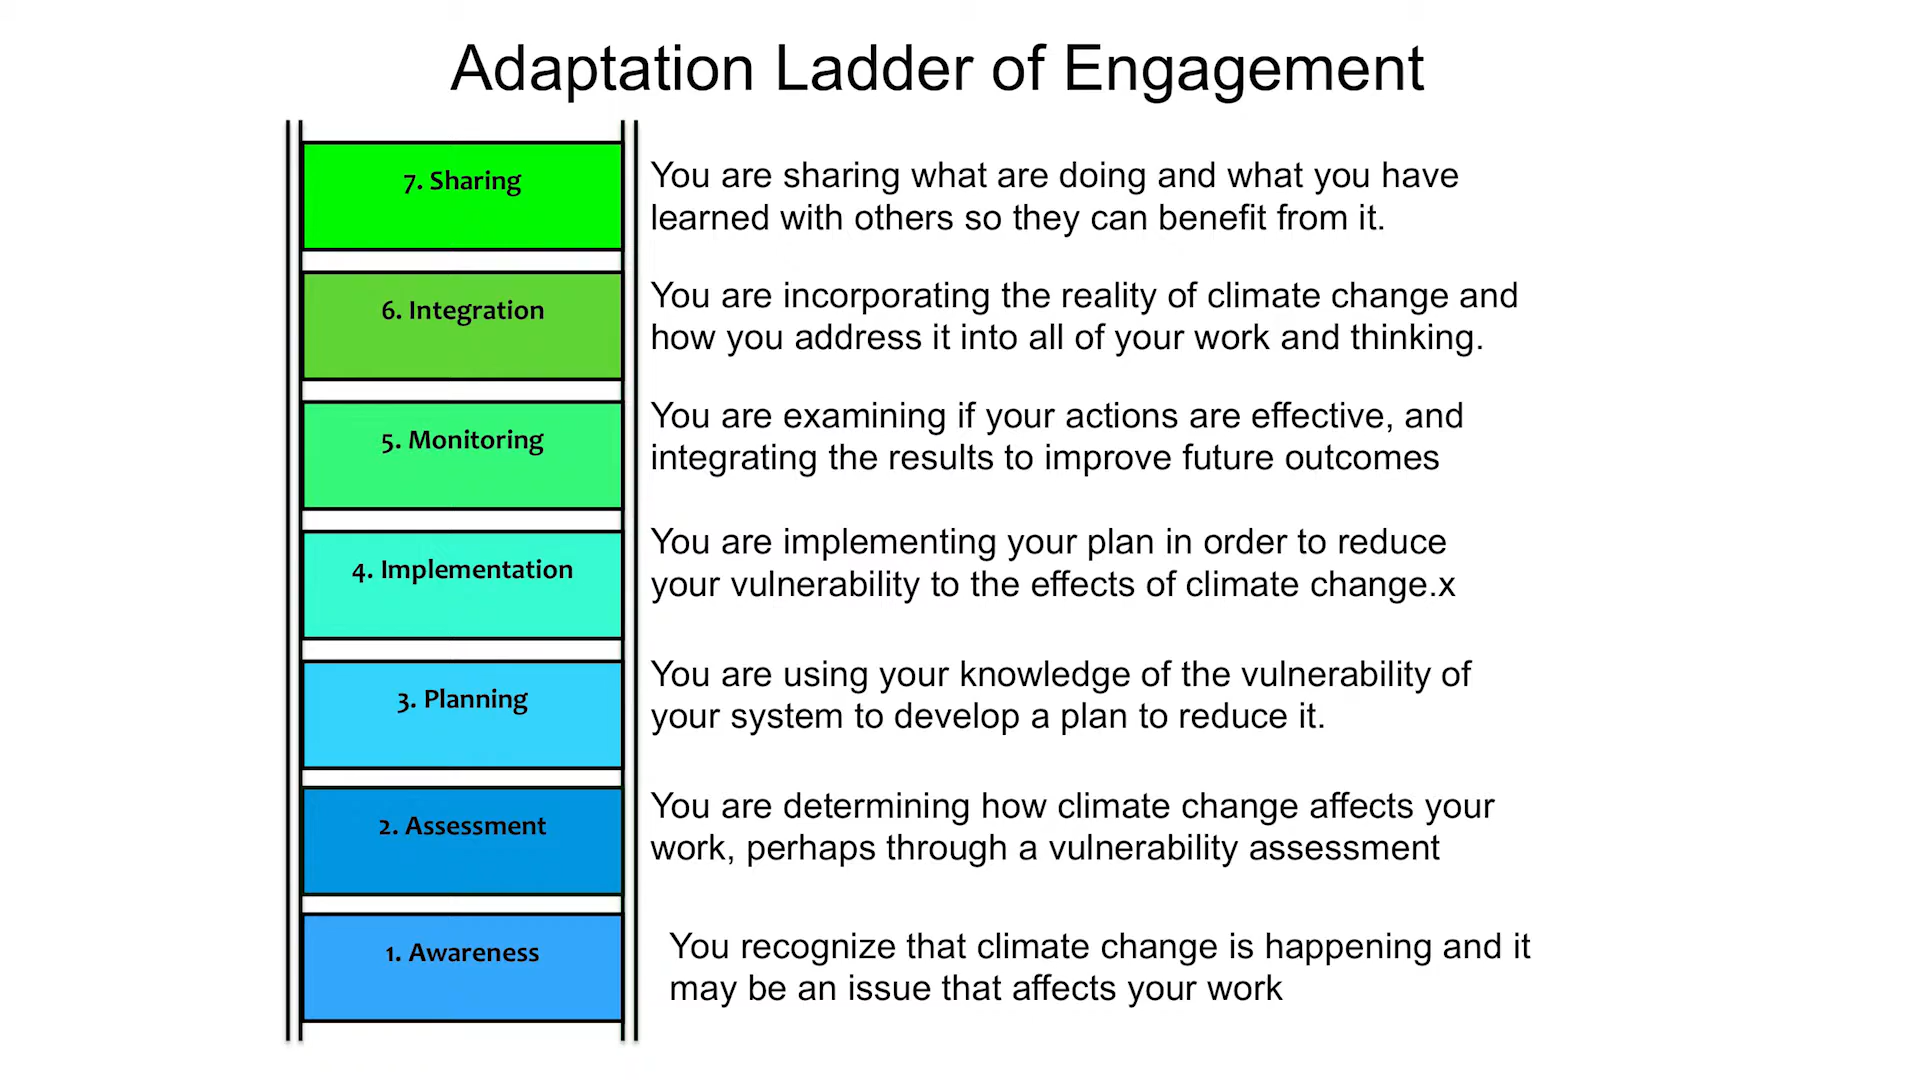 Adaptation Ladder of Engagement
7. Sharing
You are sharing what are doing and what you have
learned with others so they can benefit from it.
6. Integration
You are incorporating the reality of climate change and
how you address it into all of your work and thinking.
5. Monitoring
You are examining if your actions are effective, and
integrating the results to improve future outcomes
4. Implementation
You are implementing your plan in order to reduce
your vulnerability to the effects of climate change.x
3. Planning
You are using your knowledge of the vulnerability of
your system to develop a plan to reduce it.
2. Assessment
You are determining how climate change affects your
work, perhaps through a vulnerability assessment
1. Awareness
You recognize that climate change is happening and it
may be an issue that affects your work